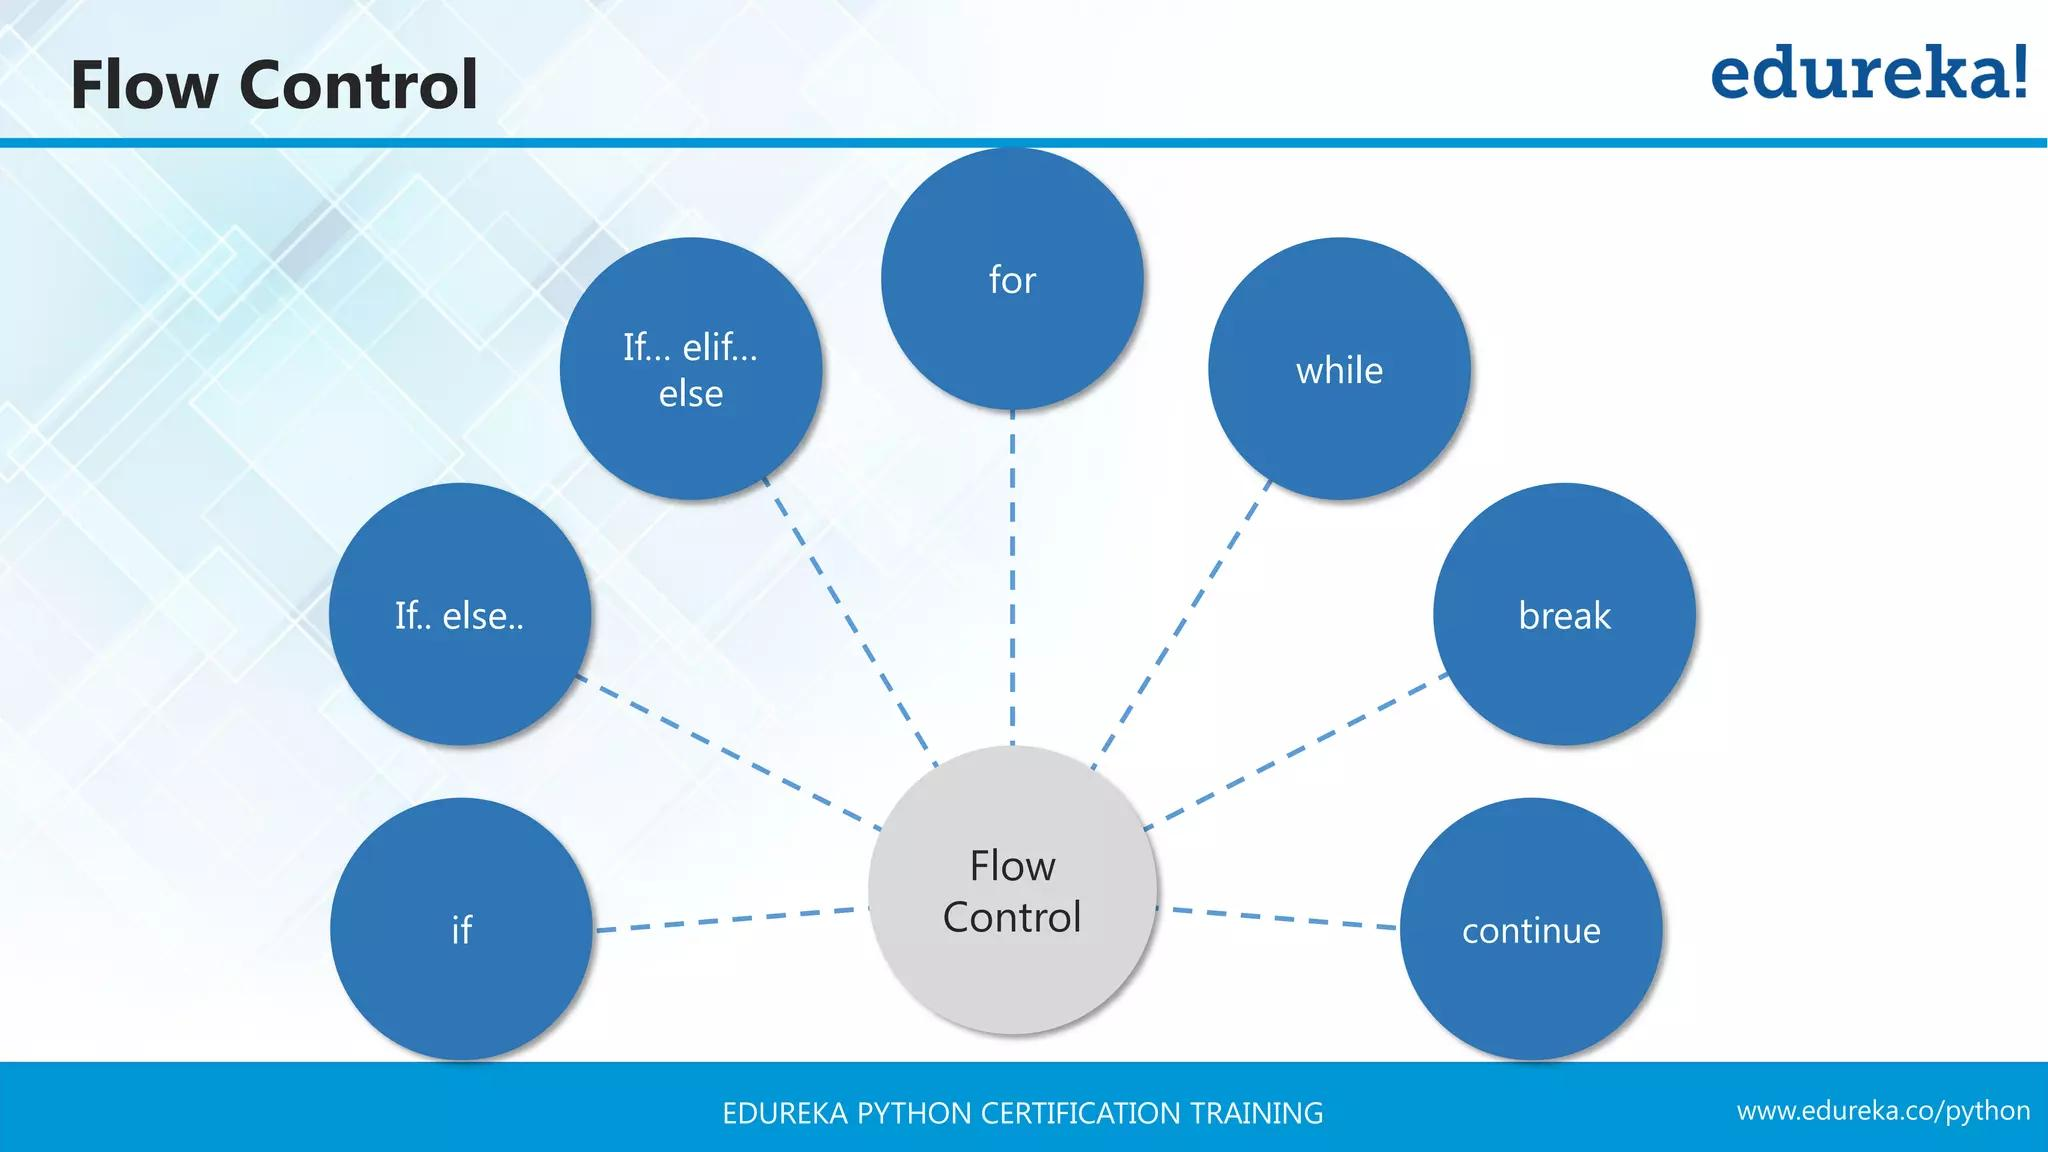 Flow Control
edureka!
for
If... elif...
else
while
If.. else..
break
Flow
Control
if
continue
EDUREKA PYTHON CERTIFICATION TRAINING
www.edureka.co/python